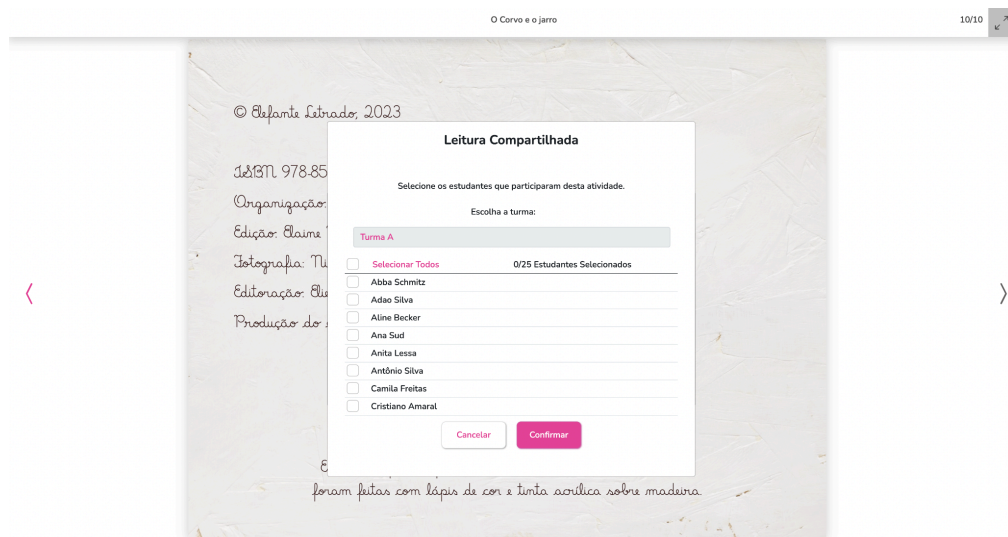 O Corvo e o jarro
10/10
© Elefante Letrado, 2023
ISBN 978-85
Organização:
Edição: Elaine
Fotografia:
Editoração:
Produção do
Leitura Compartilhada
Selecione os estudantes que participaram desta atividade.
Escolha a turma:
Turma A
Selecionar Todos 0/25 Estudantes Selecionados
Abba Schmitz
Adao Silva
Aline Becker
Ana Sud
Anita Lessa
Antônio Silva
Camila Freitas
Cristiano Amaral
Cancelar Confirmar
foram feitas com lápis de cor e tinta acrílica sobre madeira.